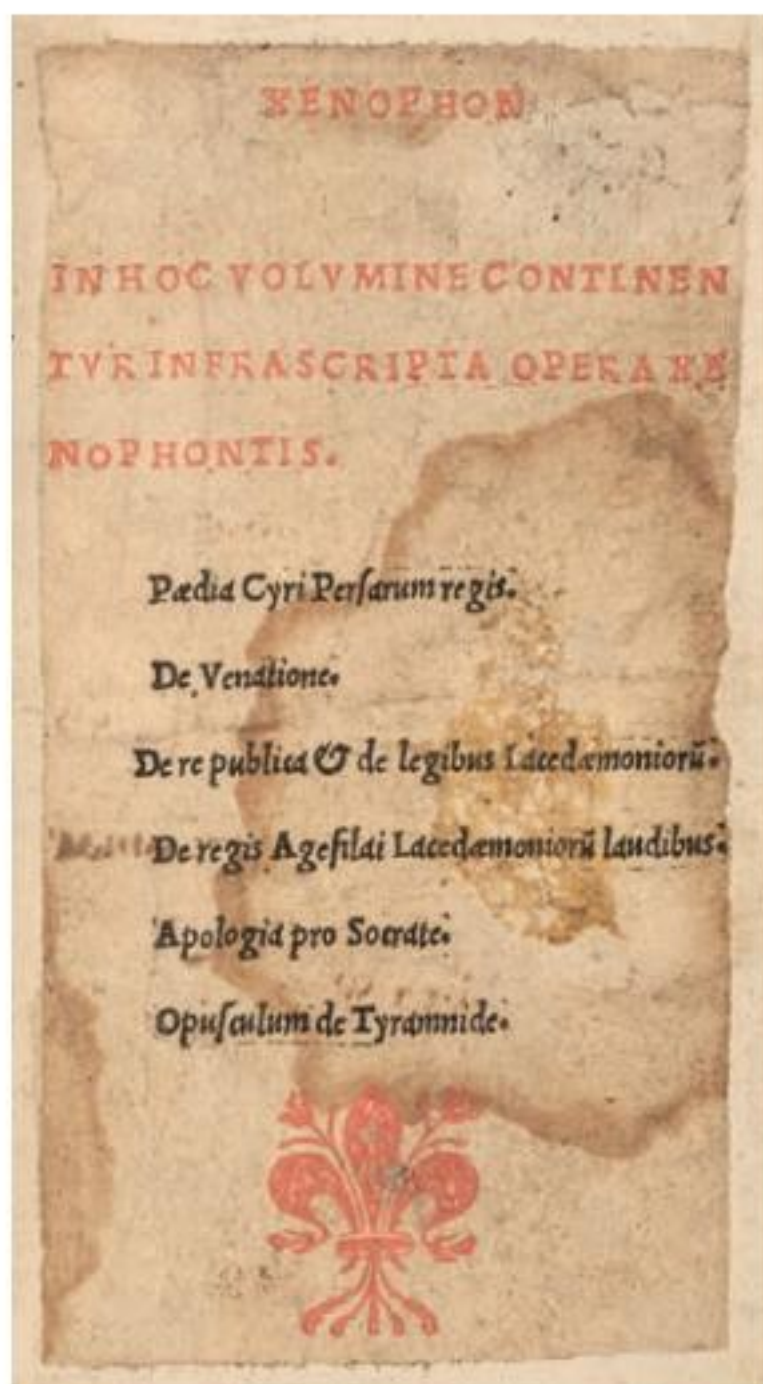 XENOPHON
IN HOC VOLVMINE CONTINEN
TVR INFRASCRIPTA OPERA XE
NOPHONTIS.
Pædia Cyri Perſarum regis.
De Venatione.
De re publica & de legibus Lacedæmoniorũ.
De regis Ageſilai Lacedæmoniorũ laudibus.
Apologia pro Socrate.
Opuſculum de Tyrannide.